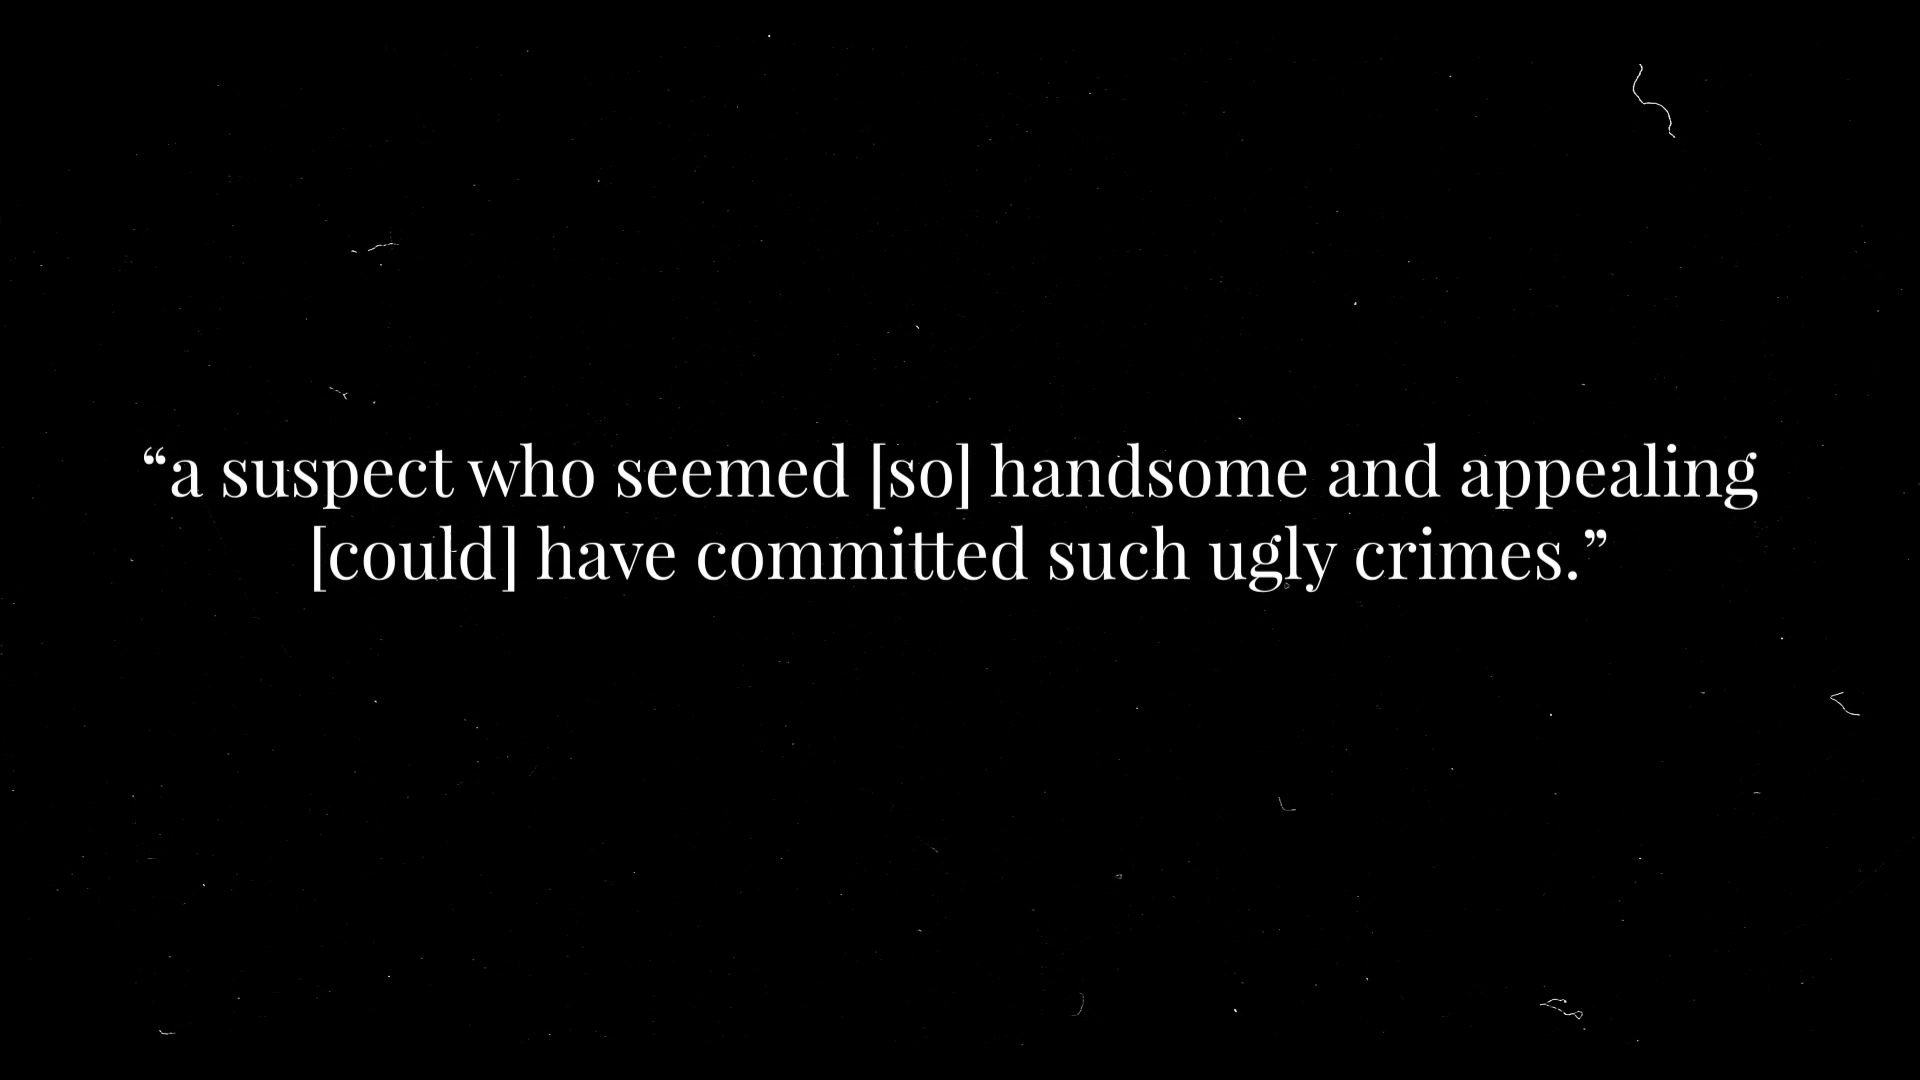 “a suspect who seemed [so] handsome and appealing
[could] have committed such ugly crimes.”